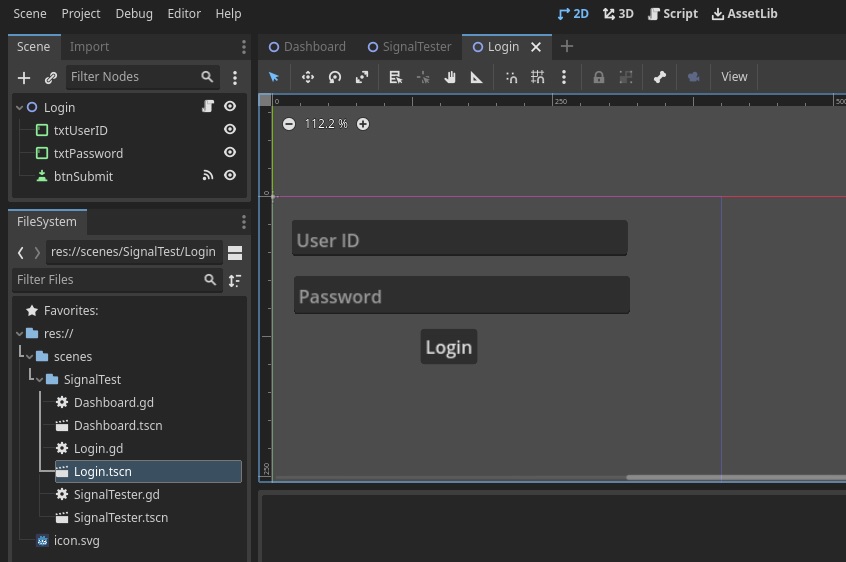 Scene Project Debug Editor Help 2D 3D Script AssetLib
Scene Import
Filter Nodes
Login
txtUserID
txtPassword
btnSubmit
FileSystem
res://scenes/SignalTest/Login
Filter Files
Favorites:
res://
scenes
SignalTest
Dashboard.gd
Dashboard.tscn
Login.gd
Login.tscn
SignalTester.gd
SignalTester.tscn
icon.svg
Dashboard SignalTester Login
View
0 250 500
112.2 %
0
User ID
Password
Login
250